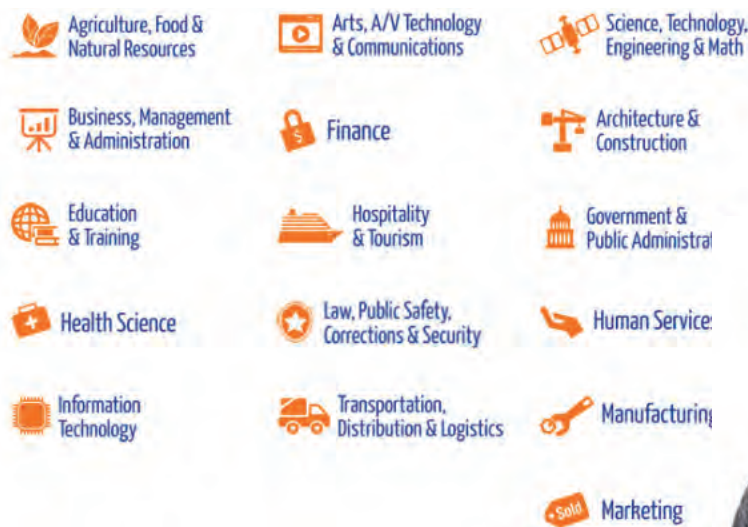 Agriculture, Food &
Natural Resources
Arts, A/V Technology
& Communications
Science, Technology,
Engineering & Math
Business, Management
& Administration
$
Finance
Architecture &
Construction
Education
& Training
Hospitality
& Tourism
Government &
Public Administrat
Health Science
Law, Public Safety,
Corrections & Security
Human Services
Information
Technology
Transportation,
Distribution & Logistics
Manufacturing
Sold
Marketing